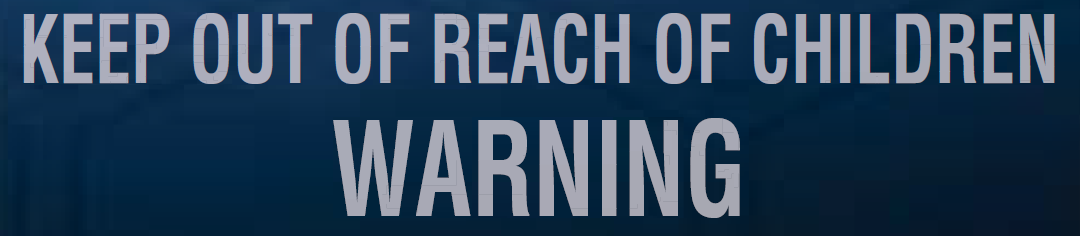 KEEP OUT OF REACH OF CHILDREN
WARNING